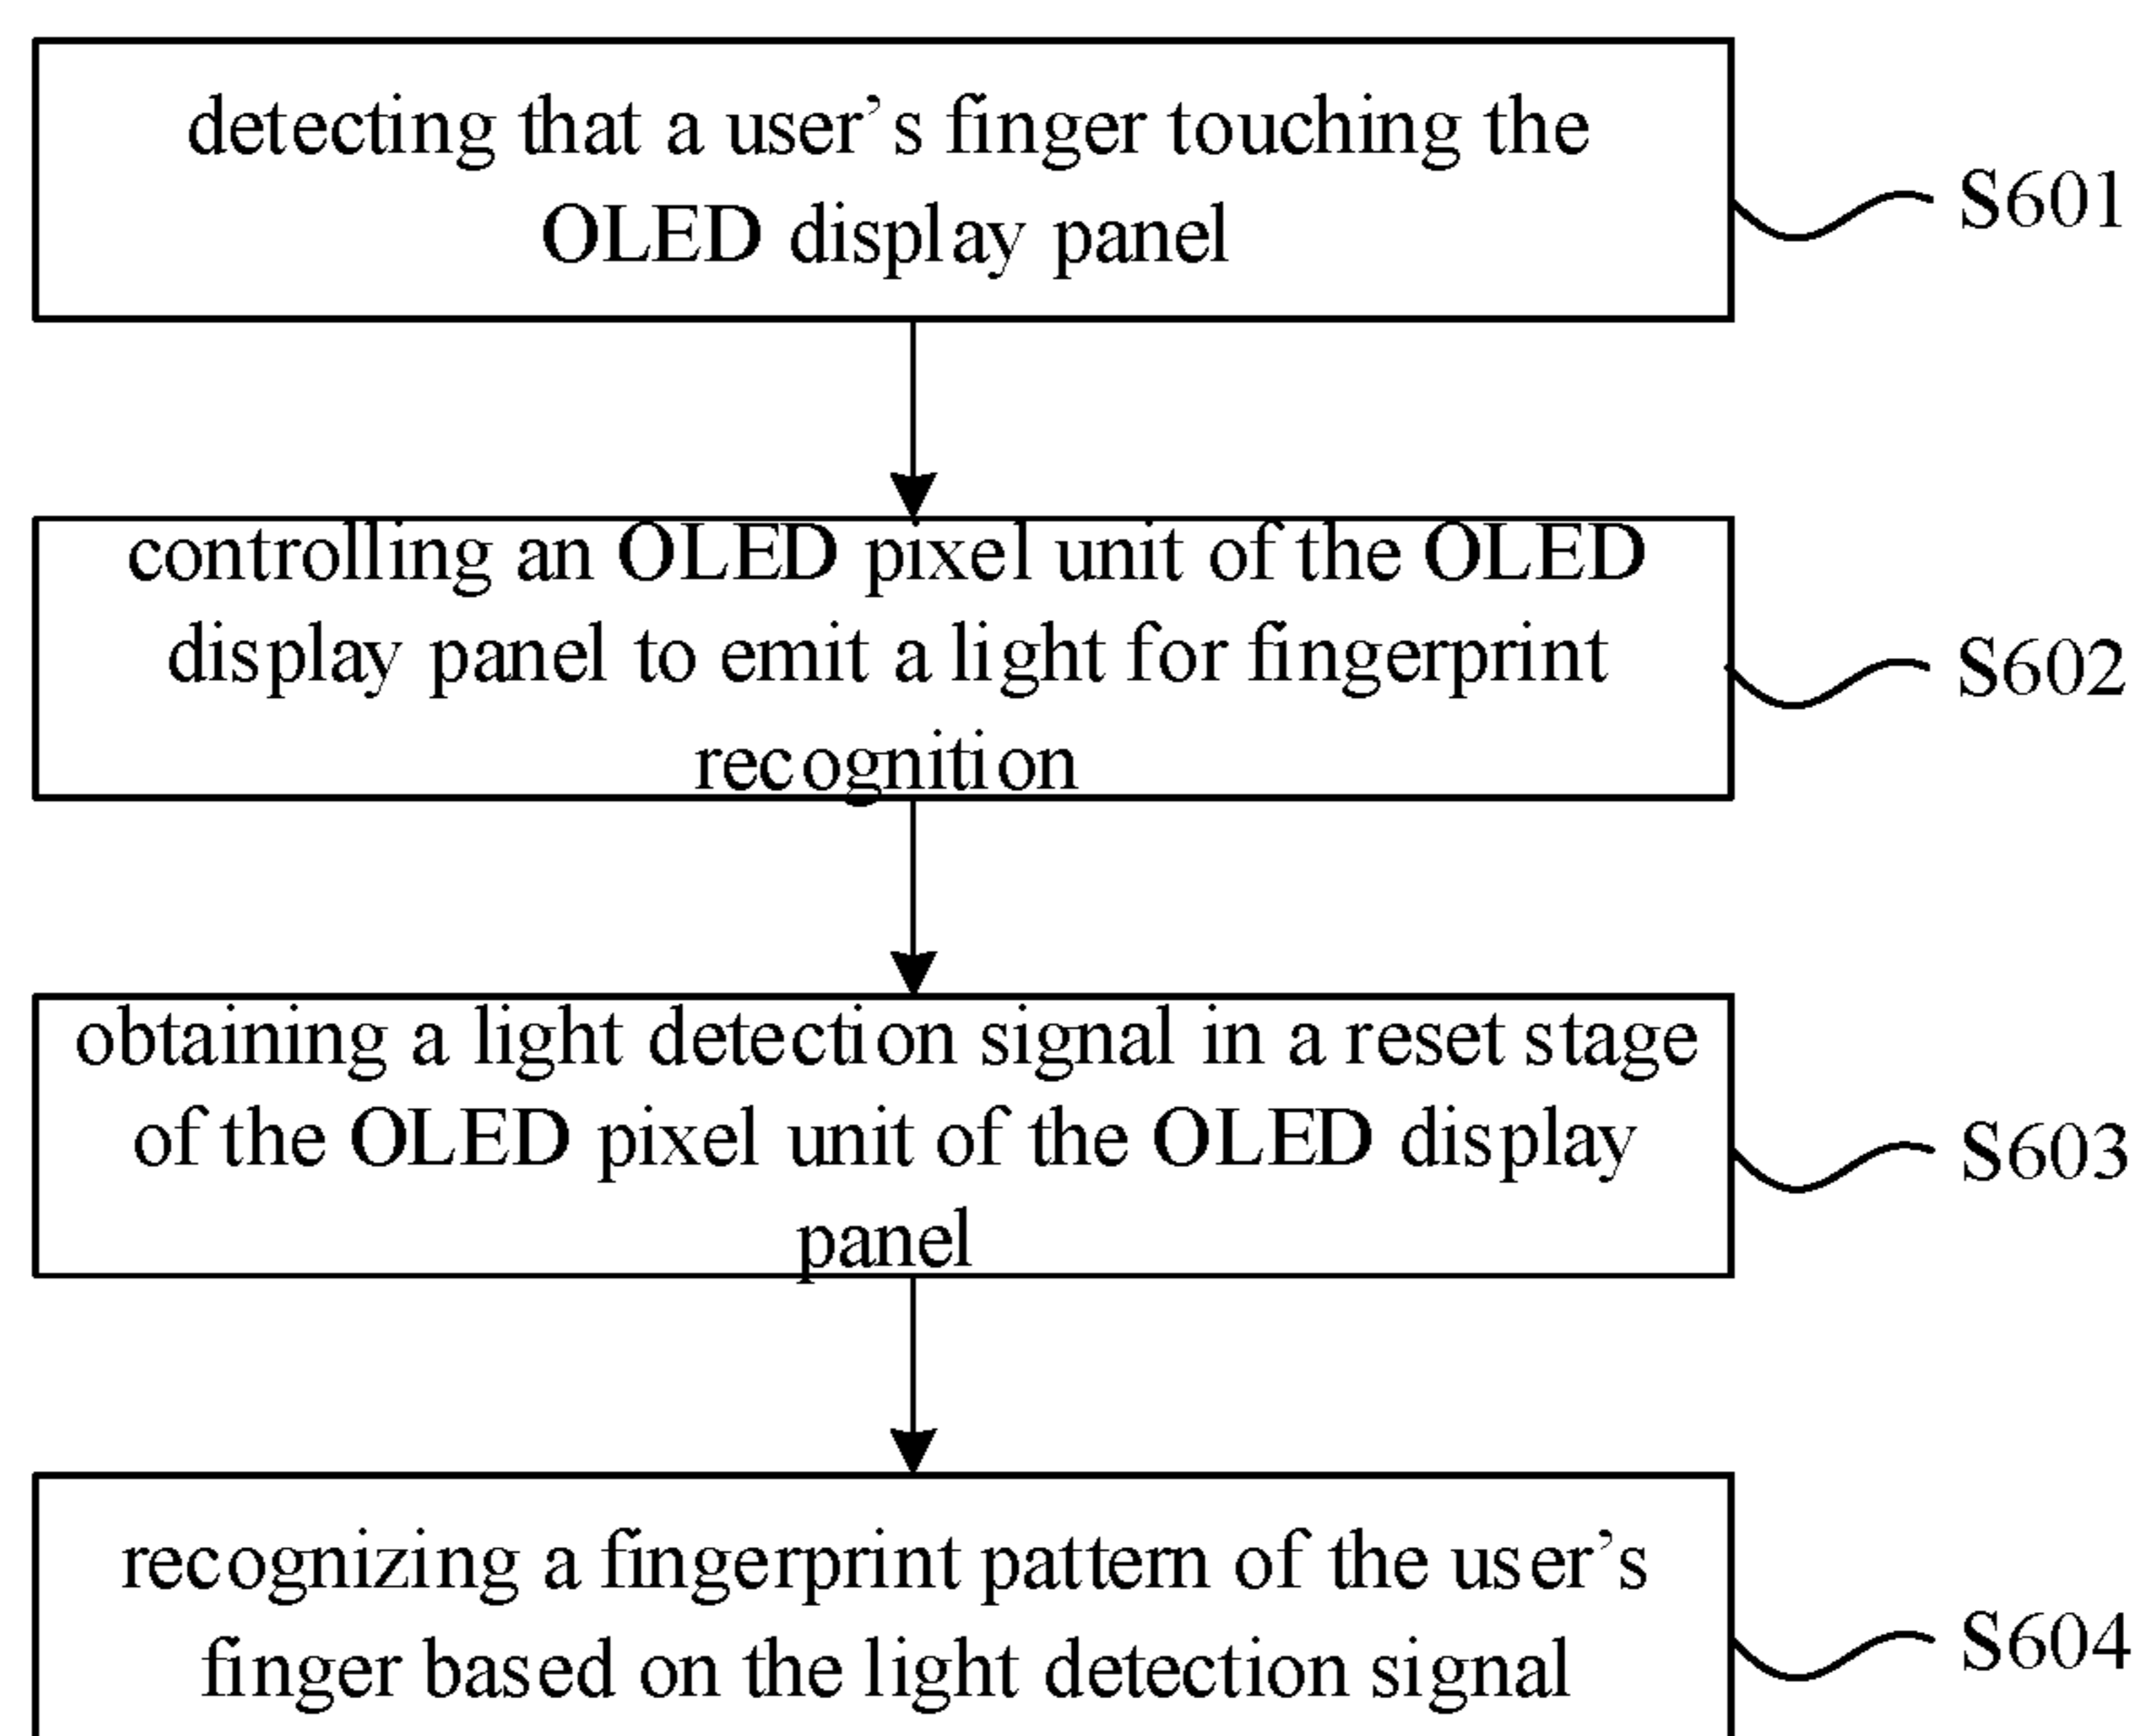 detecting that a user’s finger touching the
OLED display panel
S601
controlling an OLED pixel unit of the OLED
display panel to emit a light for fingerprint
recognition
S602
obtaining a light detection signal in a reset stage
of the OLED pixel unit of the OLED display
panel
S603
recognizing a fingerprint pattern of the user’s
finger based on the light detection signal
S604